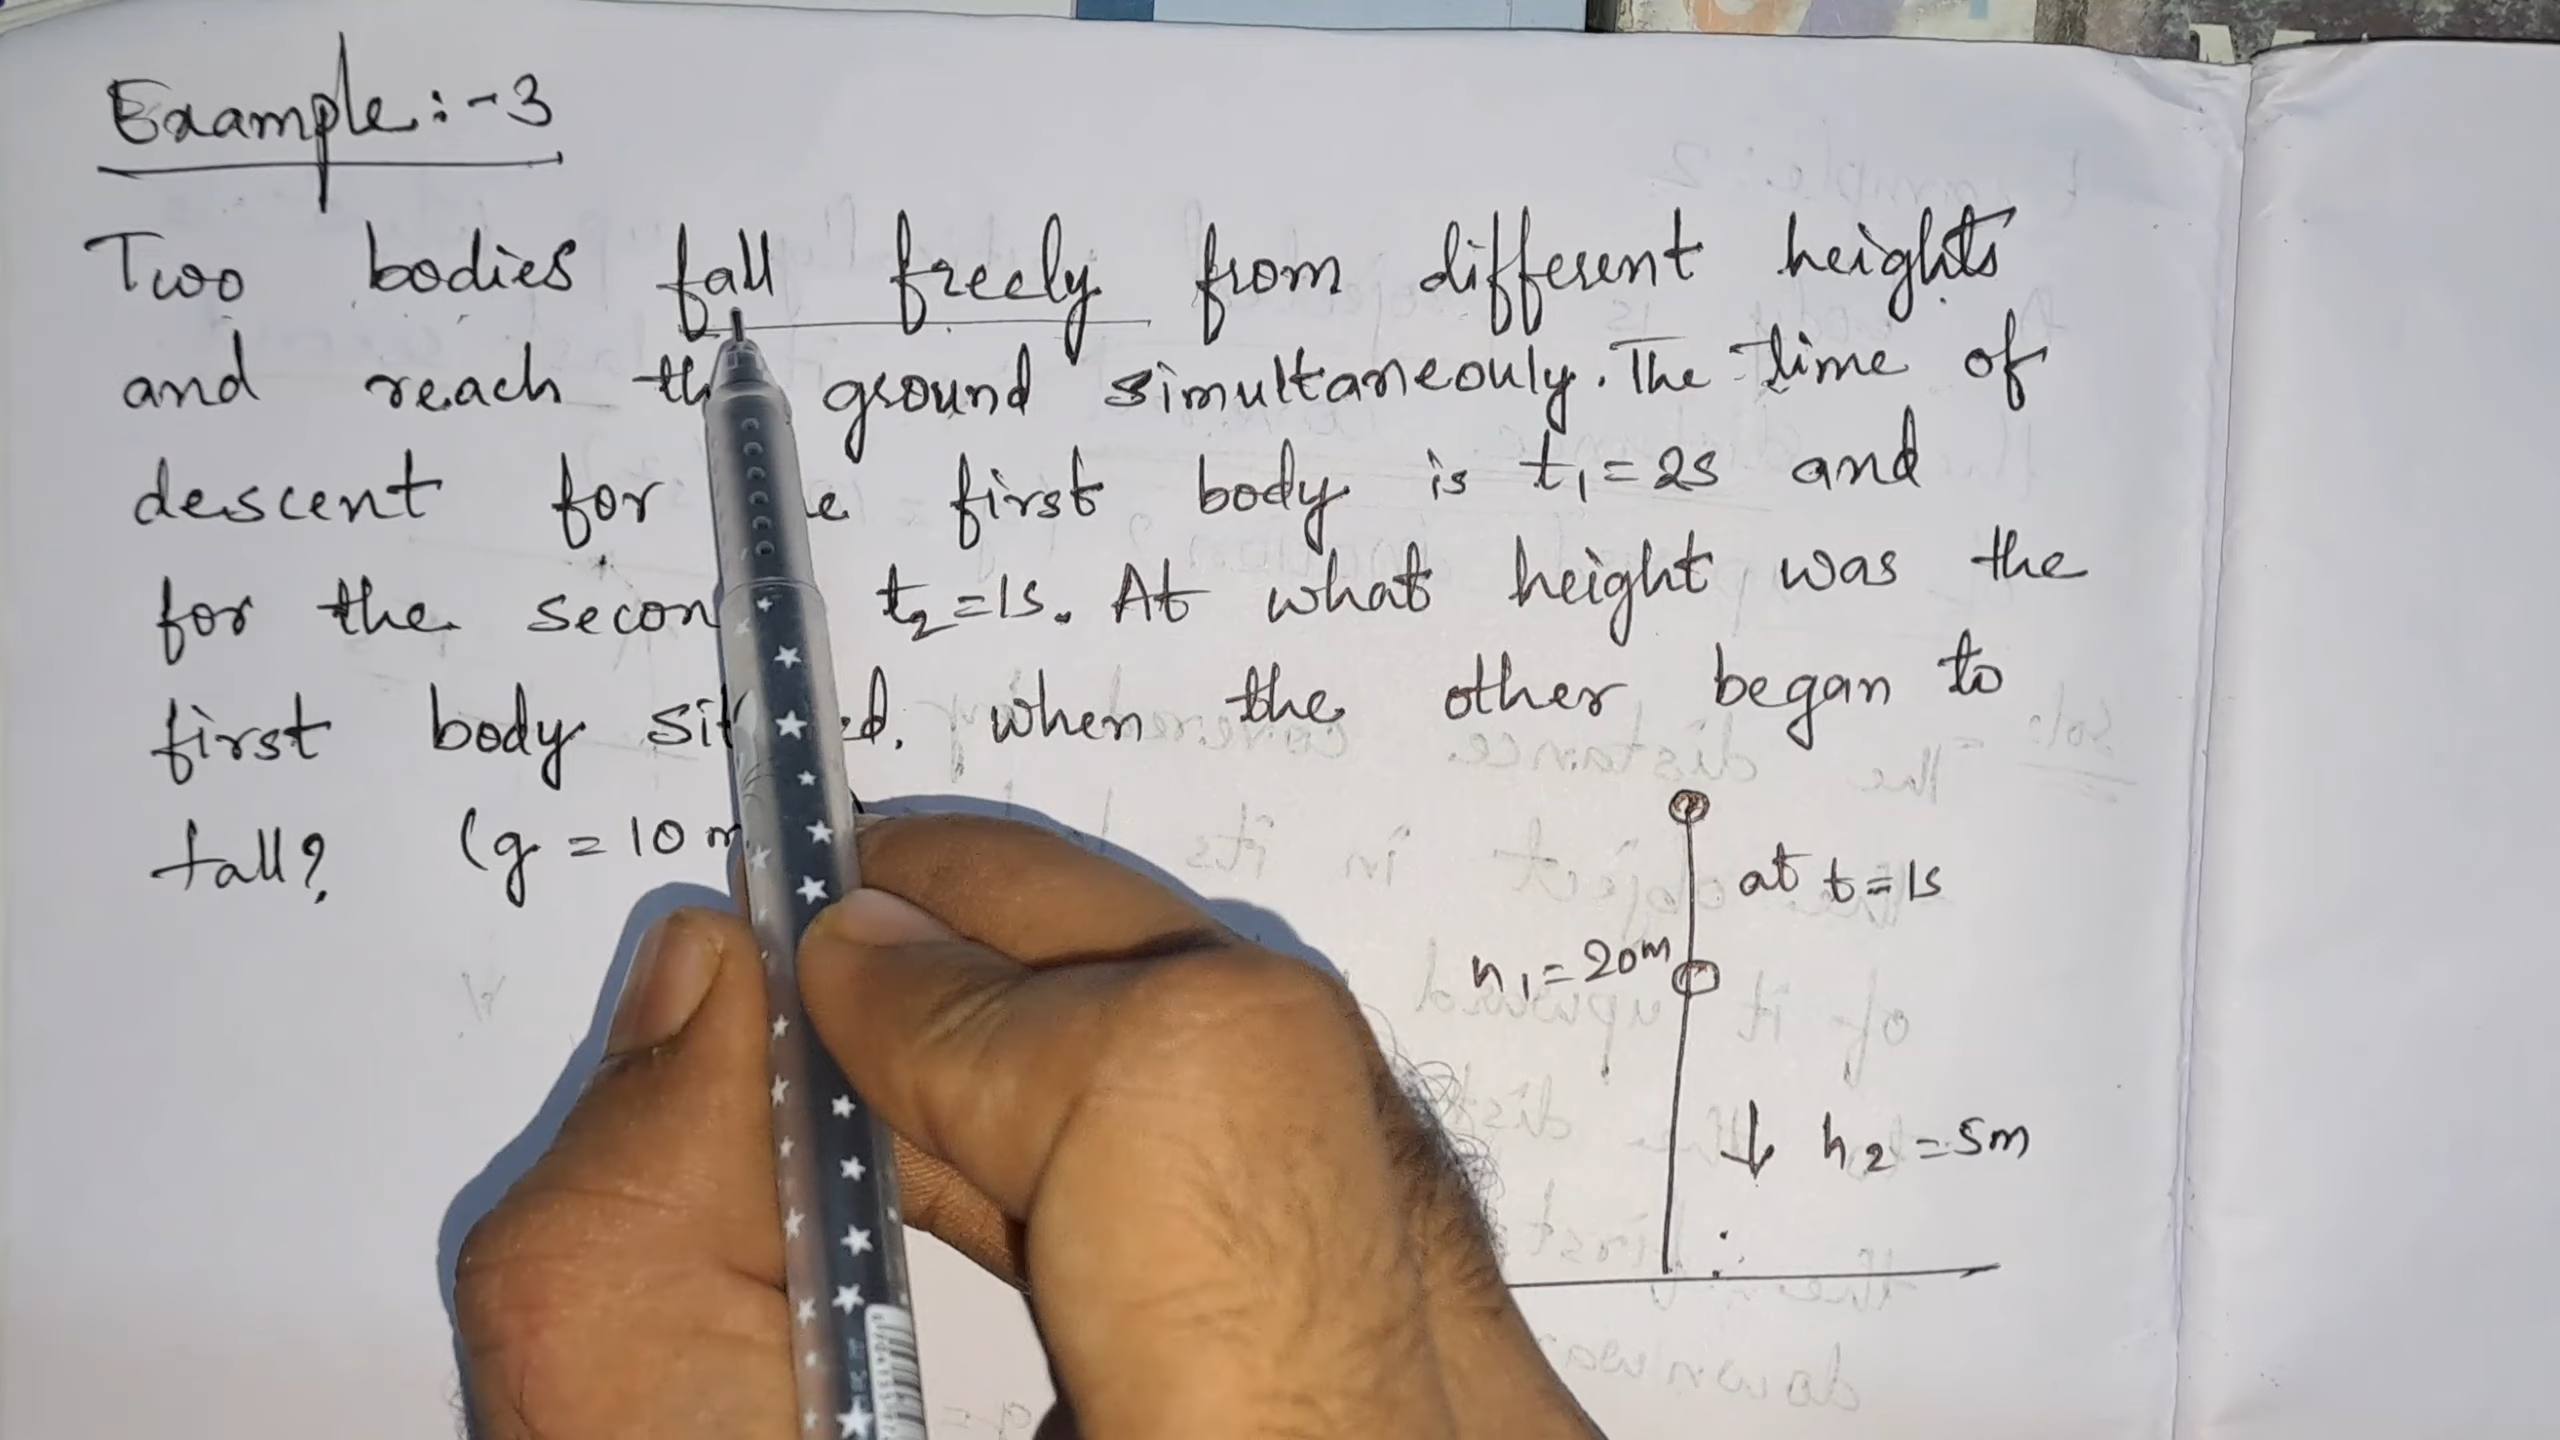 Example:-3
Two bodies fall freely from different heights
and reach ground simultaneouly. The time of
descent for first body is t₁=2s and
for the t₂=1s. At what height was the
first body when the other began to
fall? (g = 10
at t=1s
h₁=20m
↓ h₂=5m